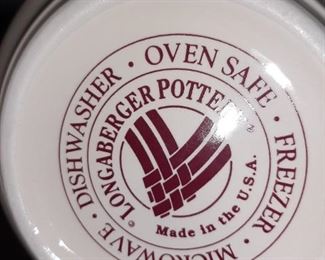 DISHWASHER · OVEN SAFE · FREEZER · MICROWAVE ·
LONGABERGER POTTE
Made in the U.S.A.
®